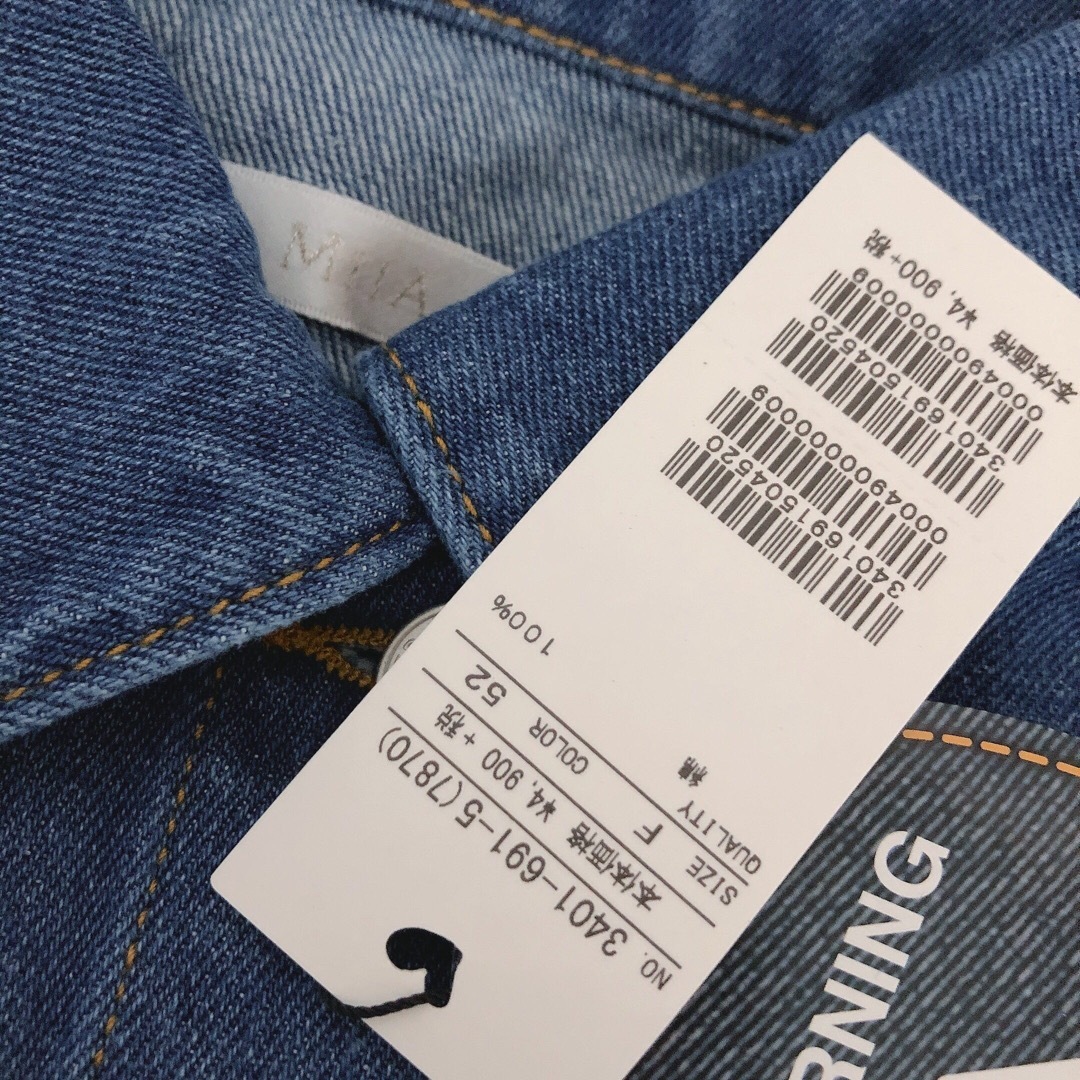 MIIA
NO. 3401-691-5(7870)
本体価格 ¥4,900 +税
SIZE F COLOR 52
QUALITY
綿 100%
3401691504520
0004900000009
3401691504520
0004900000009
本体価格 ¥4,900+税
RNING